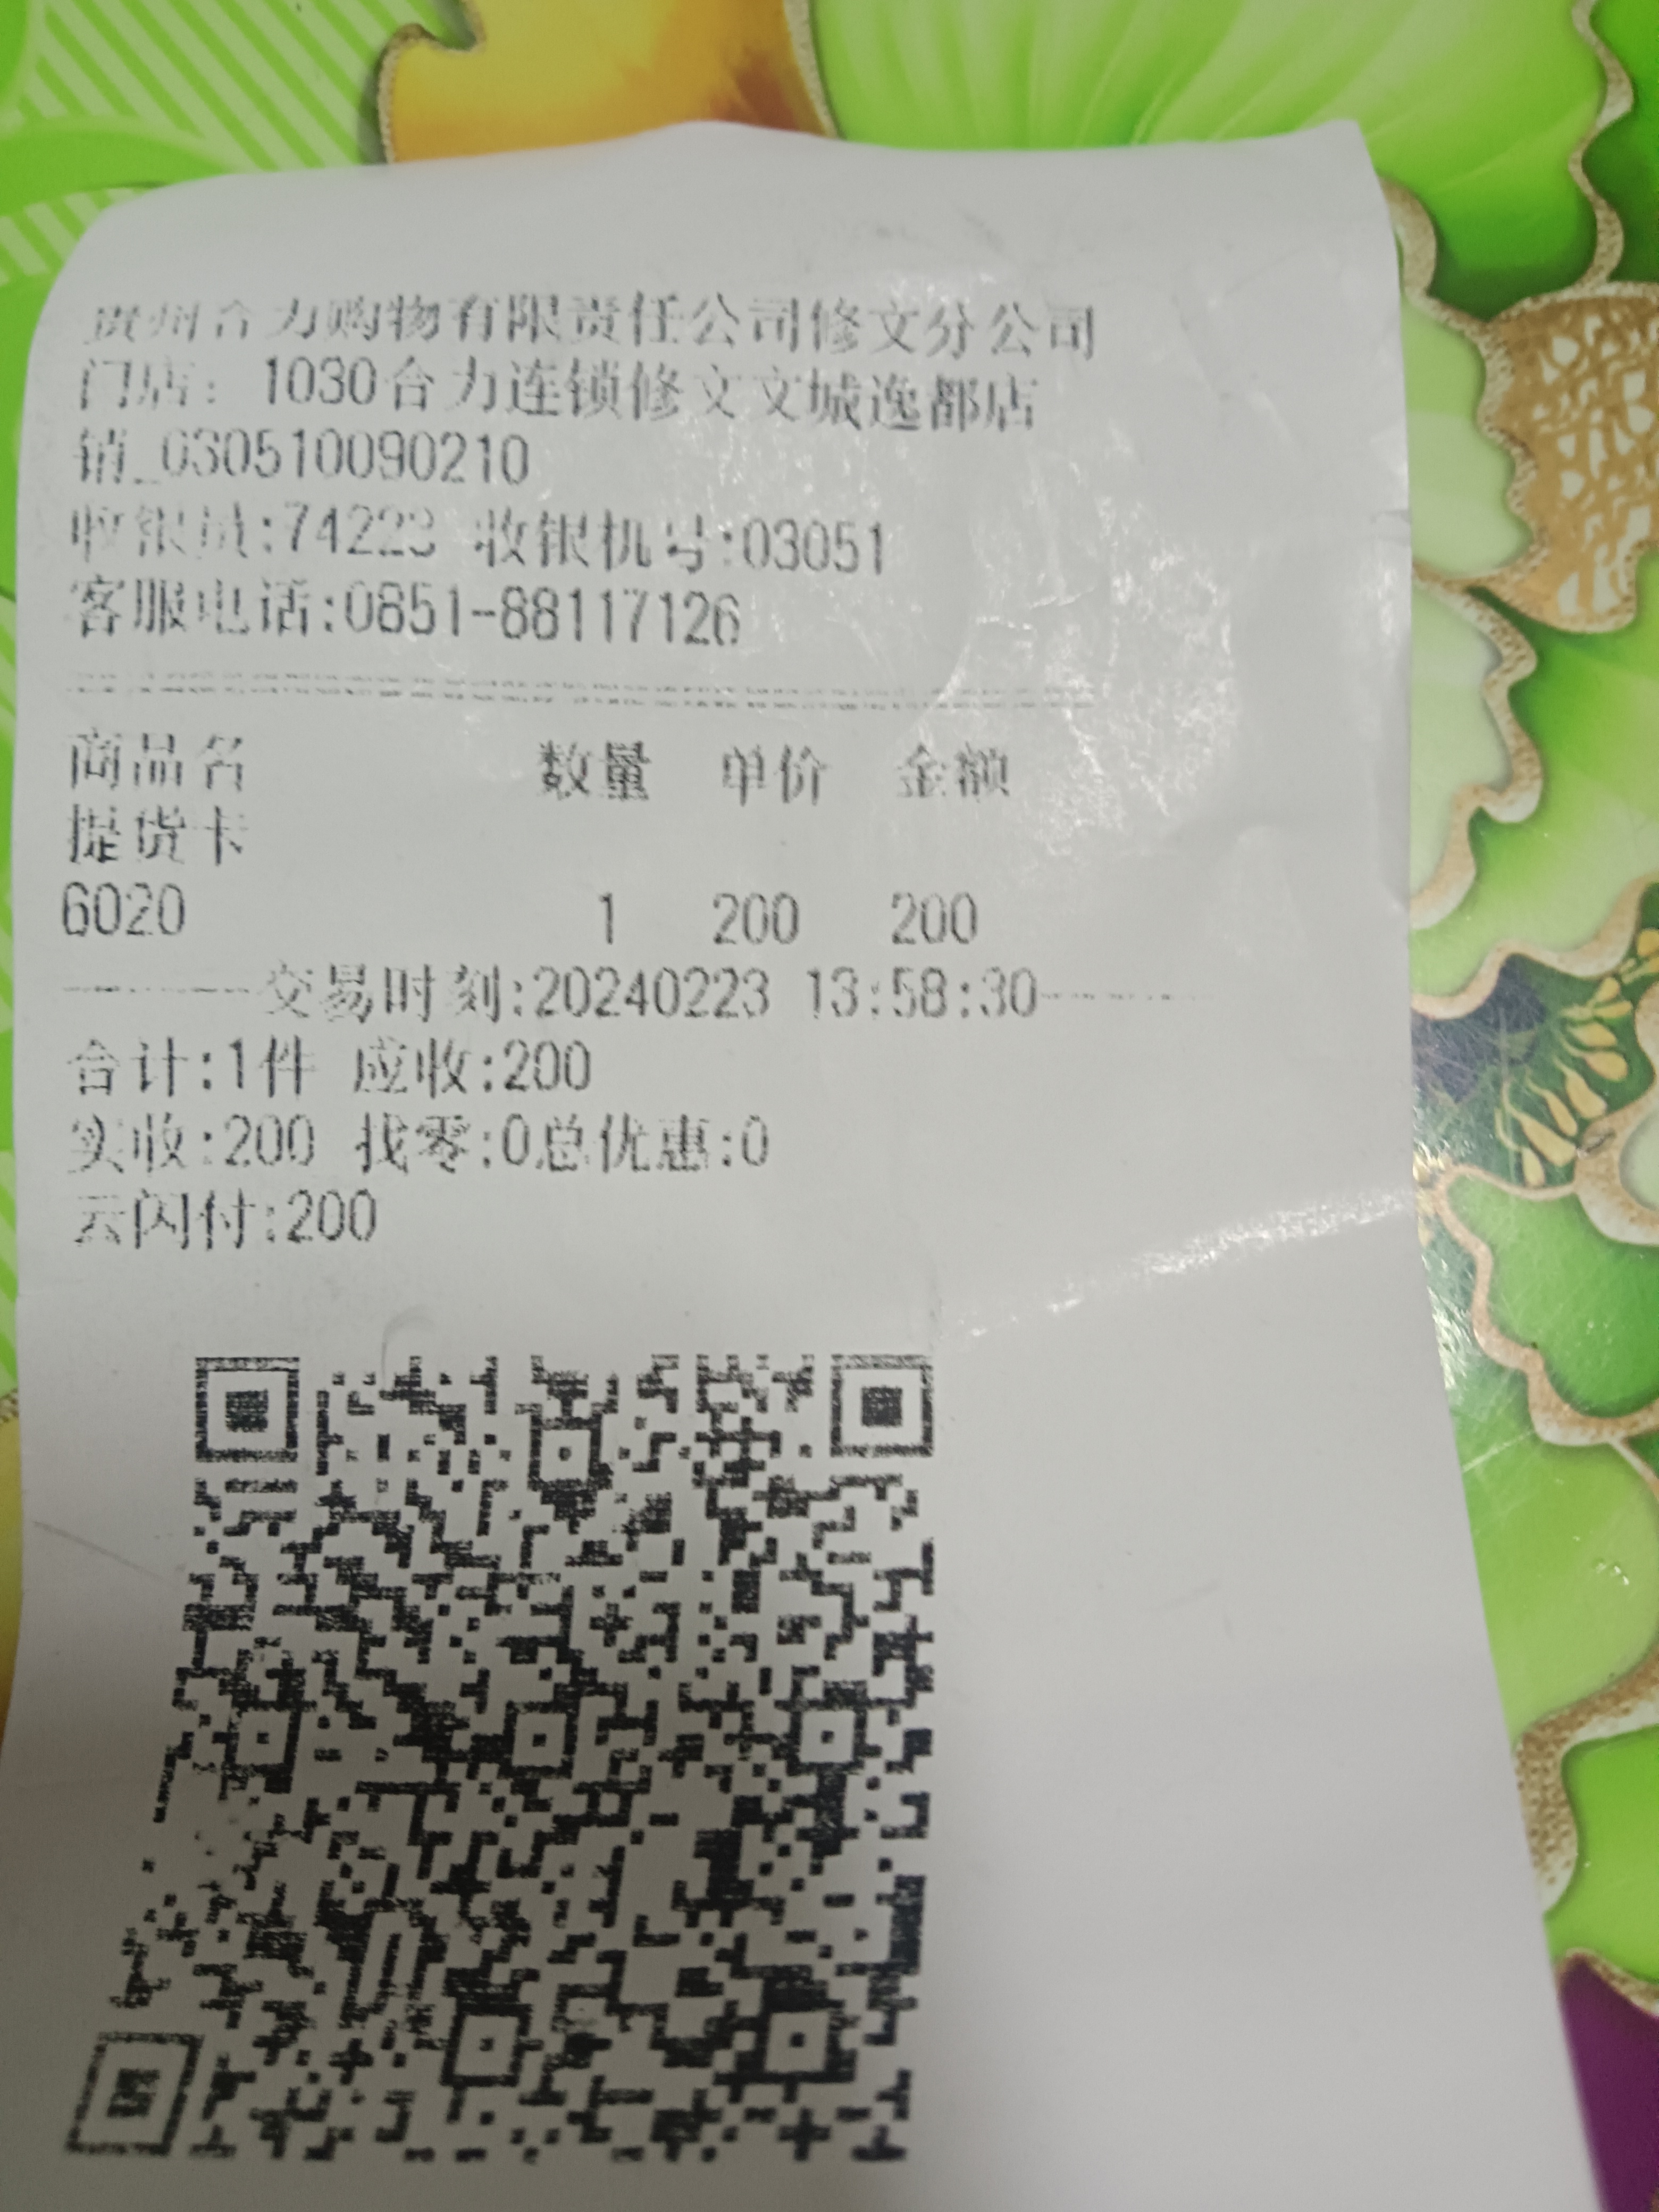 贵州合力购物有限责任公司修文分公司
门店：1030合力连锁修文文城逸都店
销_030510090210
收银员:74223 收银机号:03051
客服电话:0851-88117126
商品名 数量 单价 金额
提货卡
6020 1 200 200
--------交易时刻:20240223 13:58:30--------
合计:1件 应收:200
实收:200 找零:0总优惠:0
云闪付:200